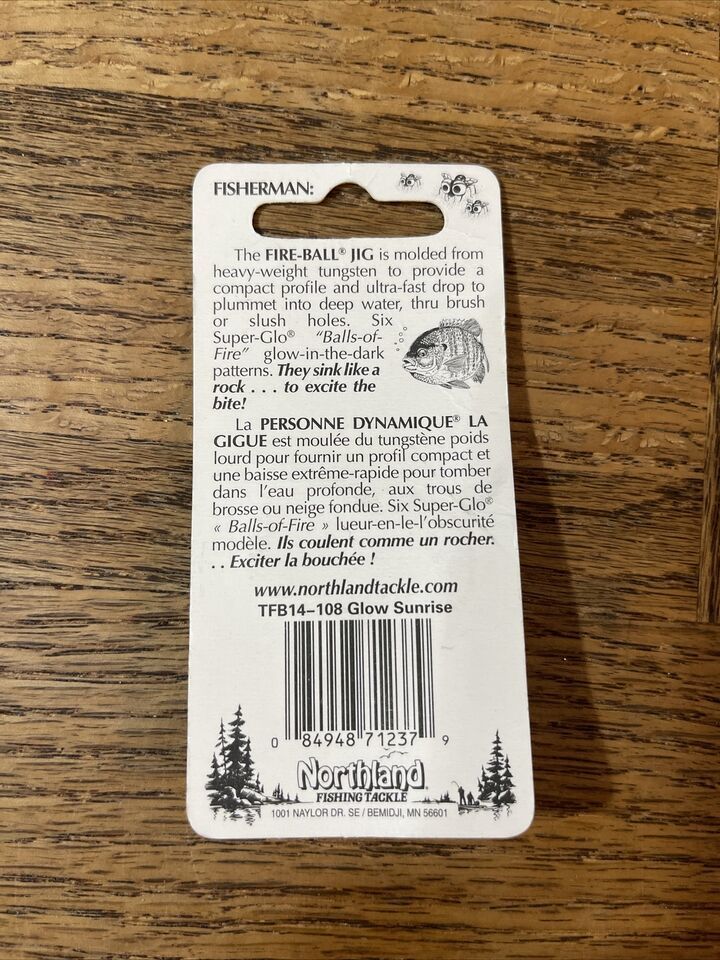 FISHERMAN:
The FIRE-BALL® JIG is molded from
heavy-weight tungsten to provide a
compact profile and ultra-fast drop to
plummet into deep water, thru brush
or slush holes. Six
Super-Glo® "Balls-of-
Fire" glow-in-the-dark
patterns. They sink like a
rock . . . to excite the
bite!
La PERSONNE DYNAMIQUE® LA
GIGUE est moulée du tungstène poids
lourd pour fournir un profil compact et
une baisse extrême-rapide pour tomber
dans l'eau profonde, aux trous de
brosse ou neige fondue. Six Super-Glo®
« Balls-of-Fire » lueur-en-le-l'obscurité
modèle. Ils coulent comme un rocher.
. . Exciter la bouchée !
www.northlandtackle.com
TFB14–108 Glow Sunrise
0 84948 71237 9
Northland
FISHING TACKLE
1001 NAYLOR DR. SE / BEMIDJI, MN 56601